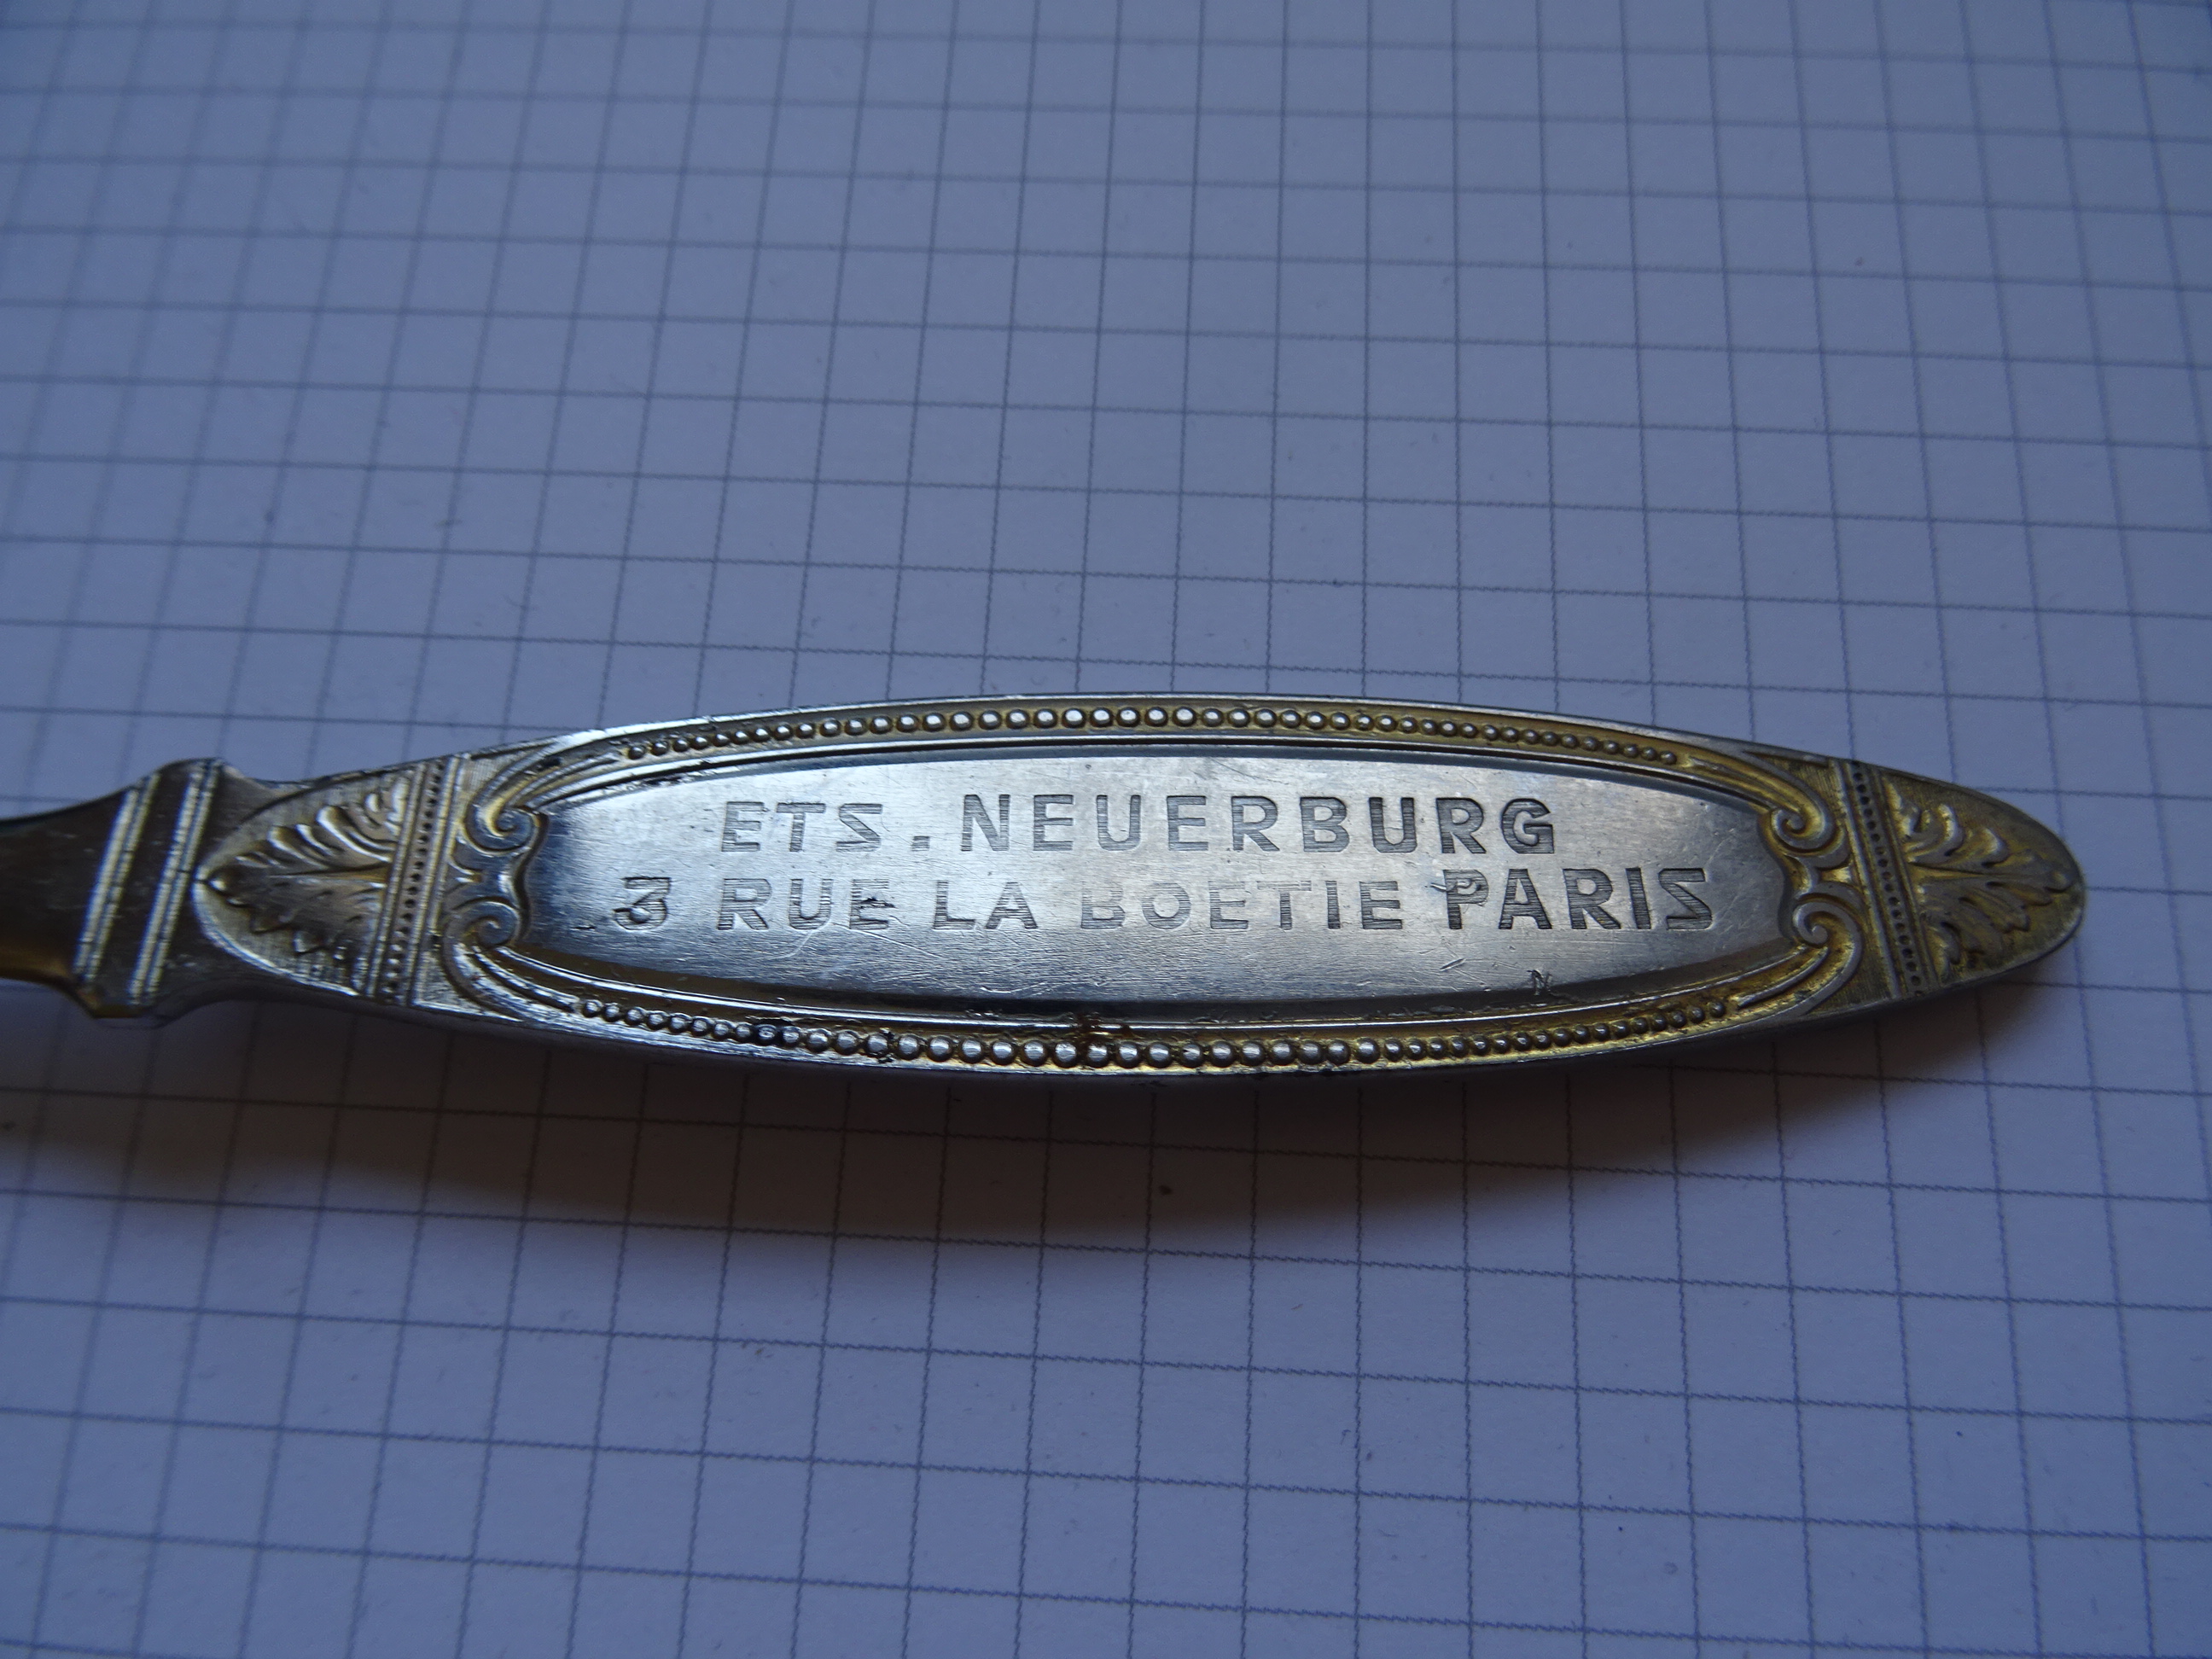 ETS. NEUERBURG
3 RUE LA BOETIE PARIS